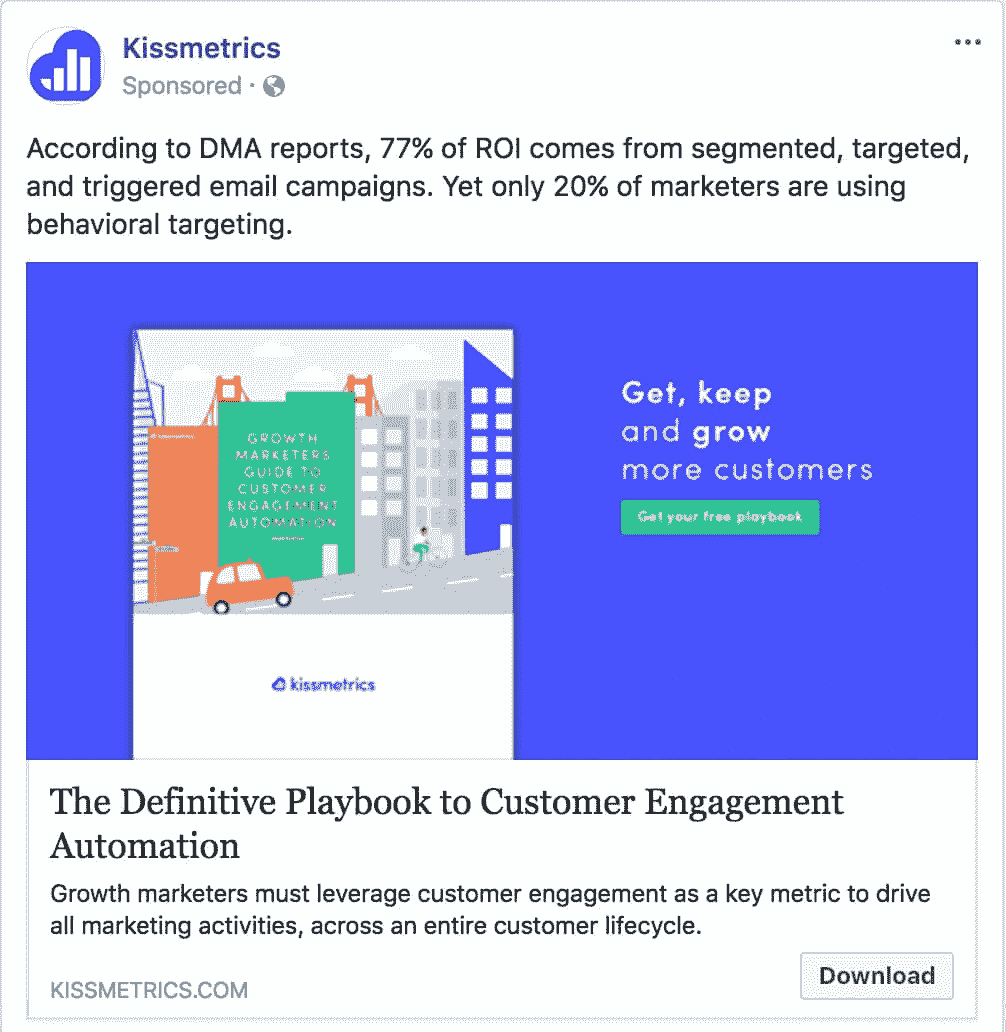 Kissmetrics
Sponsored ·
According to DMA reports, 77% of ROI comes from segmented, targeted,
and triggered email campaigns. Yet only 20% of marketers are using
behavioral targeting.
GROWTH
MARKETERS
GUIDE TO
CUSTOMER
ENGAGEMENT
AUTOMATION
kissmetrics
Get, keep
and grow
more customers
Get your free playbook
The Definitive Playbook to Customer Engagement
Automation
Growth marketers must leverage customer engagement as a key metric to drive
all marketing activities, across an entire customer lifecycle.
KISSMETRICS.COM
Download